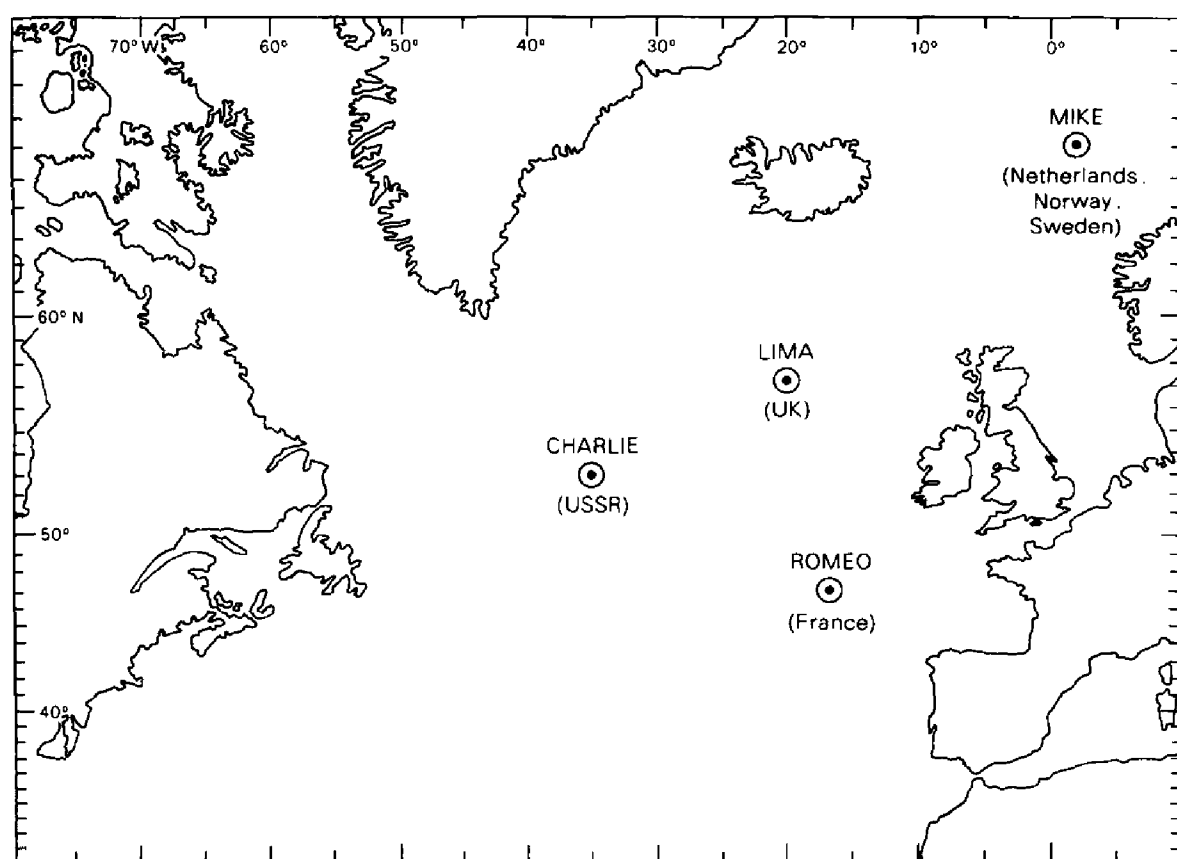 70° W 60° 50° 40° 30° 20° 10° 0°
MIKE
(Netherlands.
Norway.
Sweden)
60° N
LIMA
(UK)
CHARLIE
(USSR)
50°
ROMEO
(France)
40°